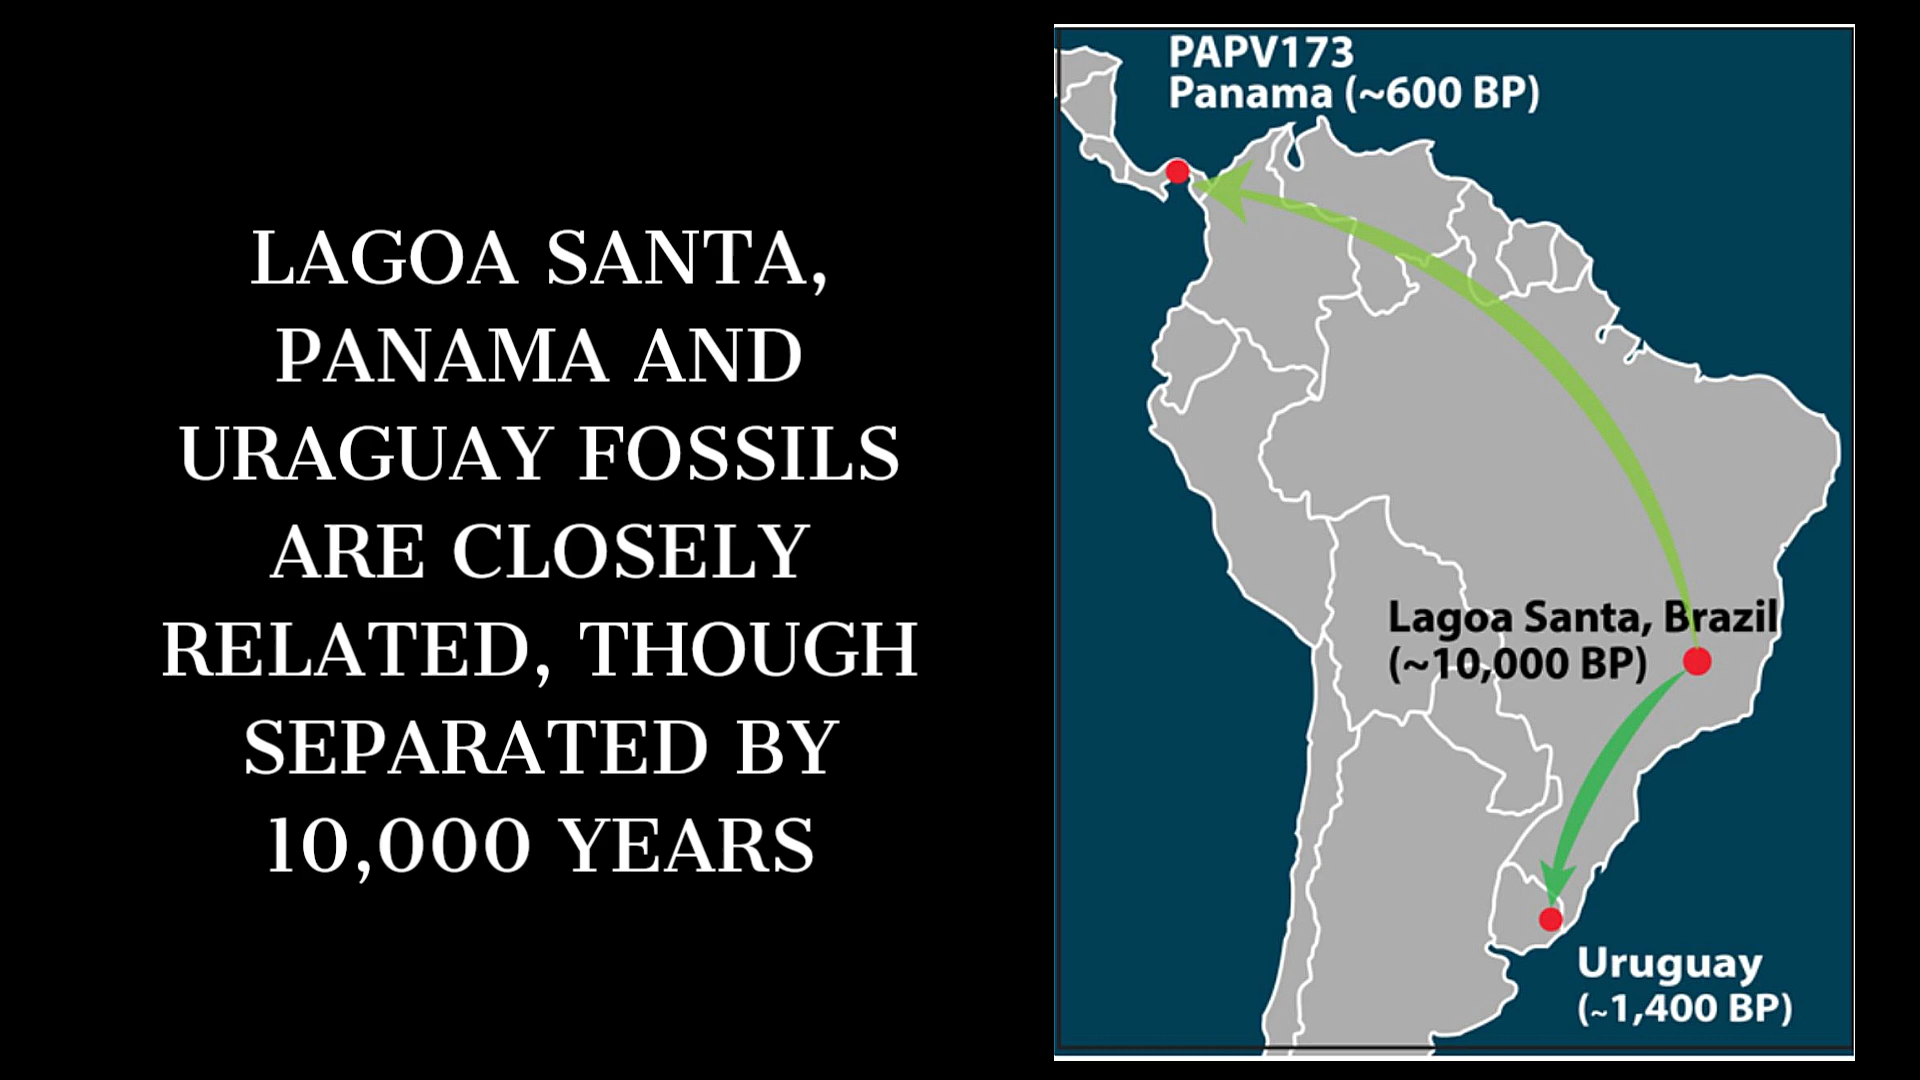 LAGOA SANTA,
PANAMA AND
URAGUAY FOSSILS
ARE CLOSELY
RELATED, THOUGH
SEPARATED BY
10,000 YEARS
PAPV173
Panama (~600 BP)
Lagoa Santa, Brazil
(~10,000 BP)
Uruguay
(~1,400 BP)